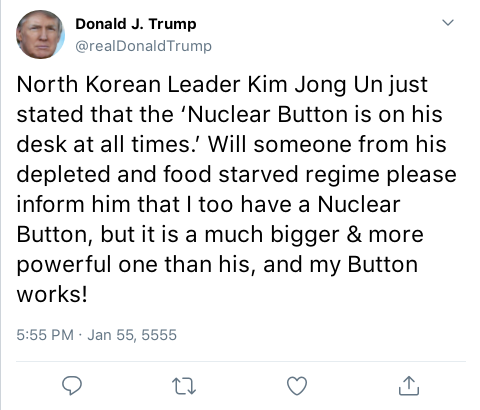 Donald J. Trump
@realDonaldTrump
North Korean Leader Kim Jong Un just
stated that the ‘Nuclear Button is on his
desk at all times.’ Will someone from his
depleted and food starved regime please
inform him that I too have a Nuclear
Button, but it is a much bigger & more
powerful one than his, and my Button
works!
5:55 PM · Jan 55, 5555